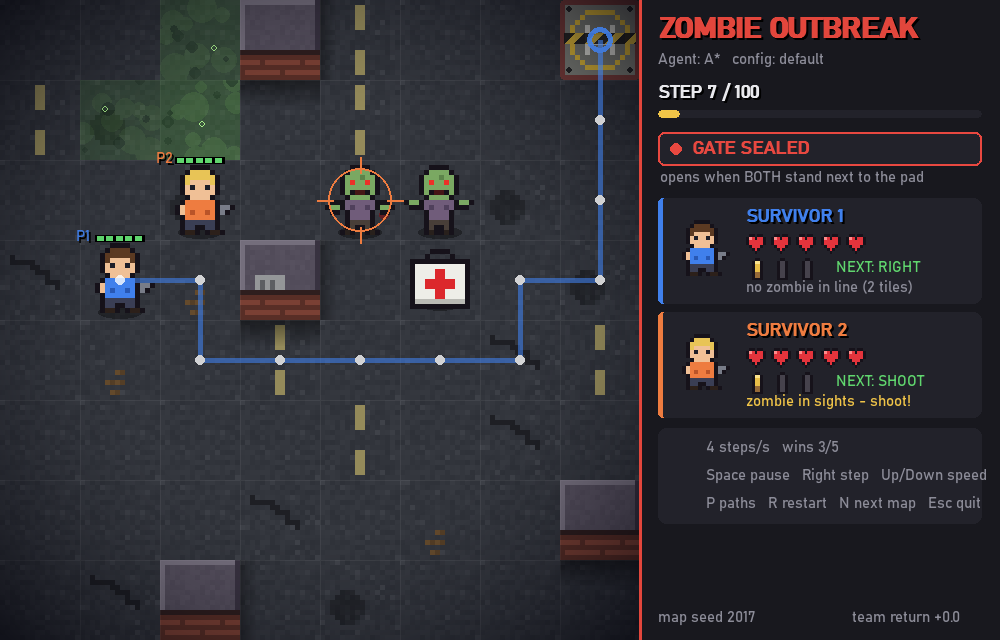 ZOMBIE OUTBREAK
Agent: A* config: default
STEP 7 / 100
GATE SEALED
opens when BOTH stand next to the pad
P2
P1
SURVIVOR 1
NEXT: RIGHT
no zombie in line (2 tiles)
SURVIVOR 2
NEXT: SHOOT
zombie in sights - shoot!
4 steps/s wins 3/5
Space pause Right step Up/Down speed
P paths R restart N next map Esc quit
map seed 2017 team return +0.0